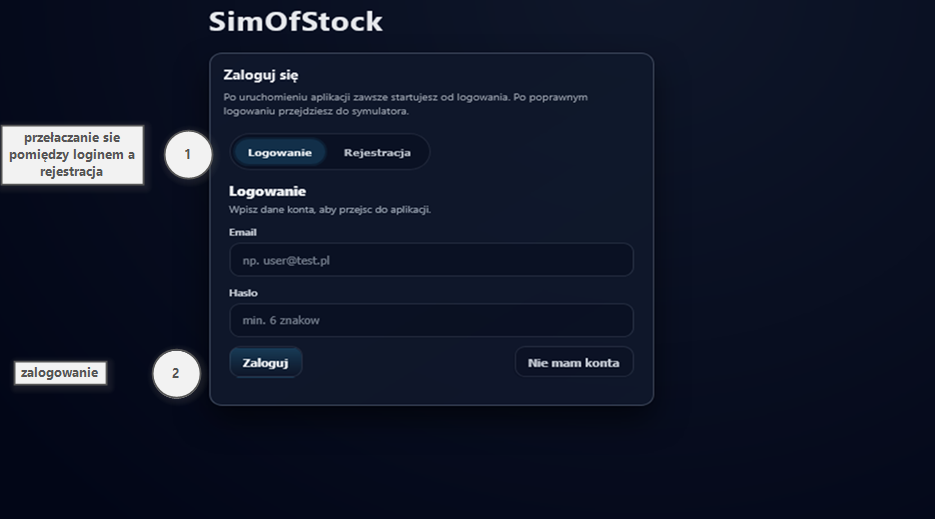 SimOfStock
Zaloguj się
Po uruchomieniu aplikacji zawsze startujesz od logowania. Po poprawnym
logowaniu przejdziesz do symulatora.
przełaczanie sie
pomiędzy loginem a
rejestracja
1
Logowanie Rejestracja
Logowanie
Wpisz dane konta, aby przejsc do aplikacji.
Email
np. user@test.pl
Haslo
min. 6 znakow
zalogowanie
2
Zaloguj Nie mam konta